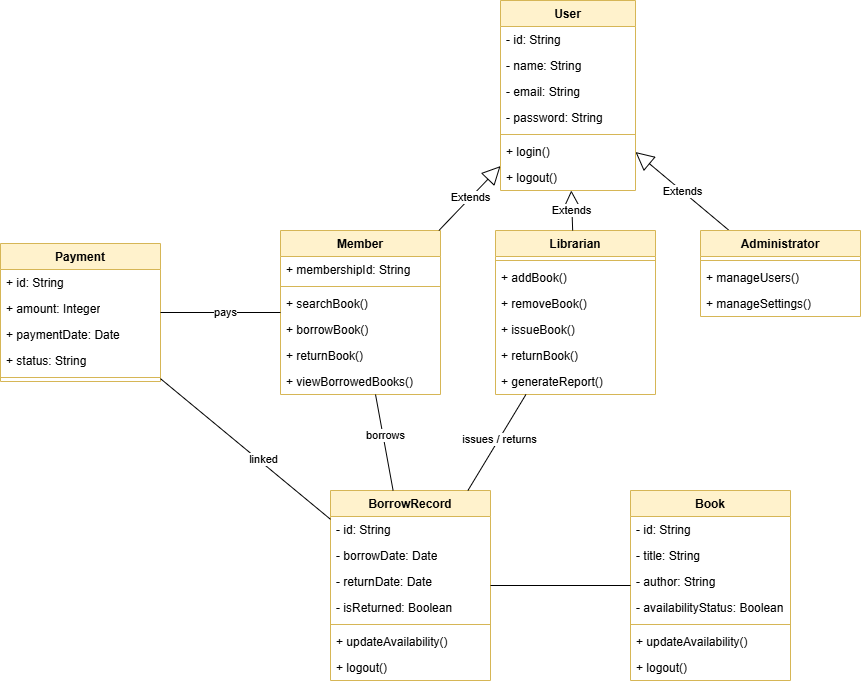 User
- id: String
- name: String
- email: String
- password: String
+ login()
+ logout()
Extends
Extends
Extends
Payment
+ id: String
+ amount: Integer
+ paymentDate: Date
+ status: String
pays
Member
+ membershipId: String
+ searchBook()
+ borrowBook()
+ returnBook()
+ viewBorrowedBooks()
Librarian
+ addBook()
+ removeBook()
+ issueBook()
+ returnBook()
+ generateReport()
Administrator
+ manageUsers()
+ manageSettings()
linked
borrows
issues / returns
BorrowRecord
- id: String
- borrowDate: Date
- returnDate: Date
- isReturned: Boolean
+ updateAvailability()
+ logout()
Book
- id: String
- title: String
- author: String
- availabilityStatus: Boolean
+ updateAvailability()
+ logout()